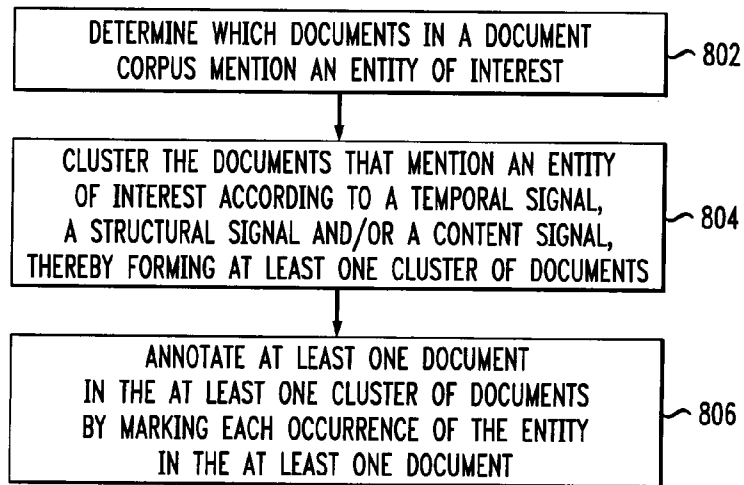 DETERMINE WHICH DOCUMENTS IN A DOCUMENT
CORPUS MENTION AN ENTITY OF INTEREST
802
CLUSTER THE DOCUMENTS THAT MENTION AN ENTITY
OF INTEREST ACCORDING TO A TEMPORAL SIGNAL,
A STRUCTURAL SIGNAL AND/OR A CONTENT SIGNAL,
THEREBY FORMING AT LEAST ONE CLUSTER OF DOCUMENTS
804
ANNOTATE AT LEAST ONE DOCUMENT
IN THE AT LEAST ONE CLUSTER OF DOCUMENTS
BY MARKING EACH OCCURRENCE OF THE ENTITY
IN THE AT LEAST ONE DOCUMENT
806